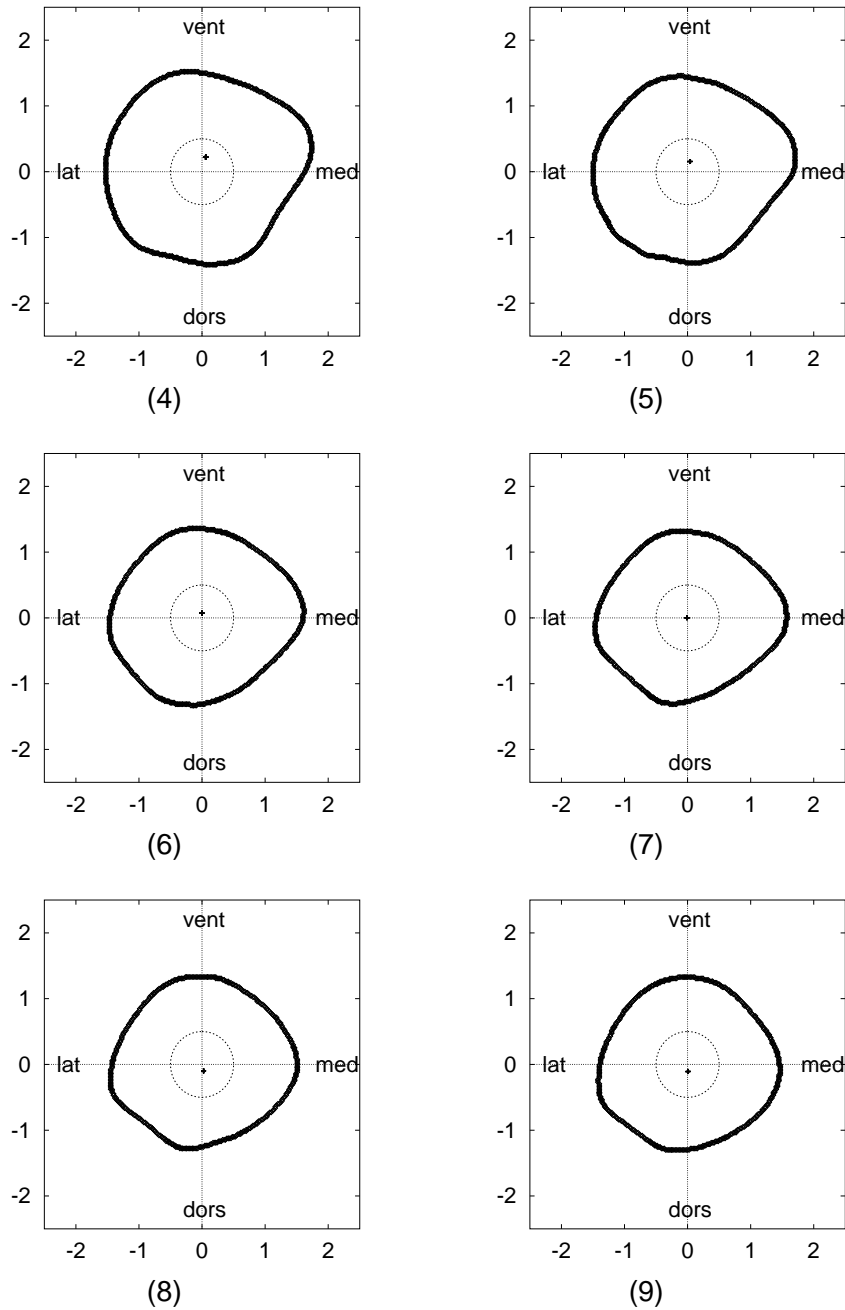 vent
2
1
0 lat med
-1
-2 dors
-2 -1 0 1 2
(4)
vent
2
1
0 lat med
-1
-2 dors
-2 -1 0 1 2
(5)
vent
2
1
0 lat med
-1
-2 dors
-2 -1 0 1 2
(6)
vent
2
1
0 lat med
-1
-2 dors
-2 -1 0 1 2
(7)
vent
2
1
0 lat med
-1
-2 dors
-2 -1 0 1 2
(8)
vent
2
1
0 lat med
-1
-2 dors
-2 -1 0 1 2
(9)